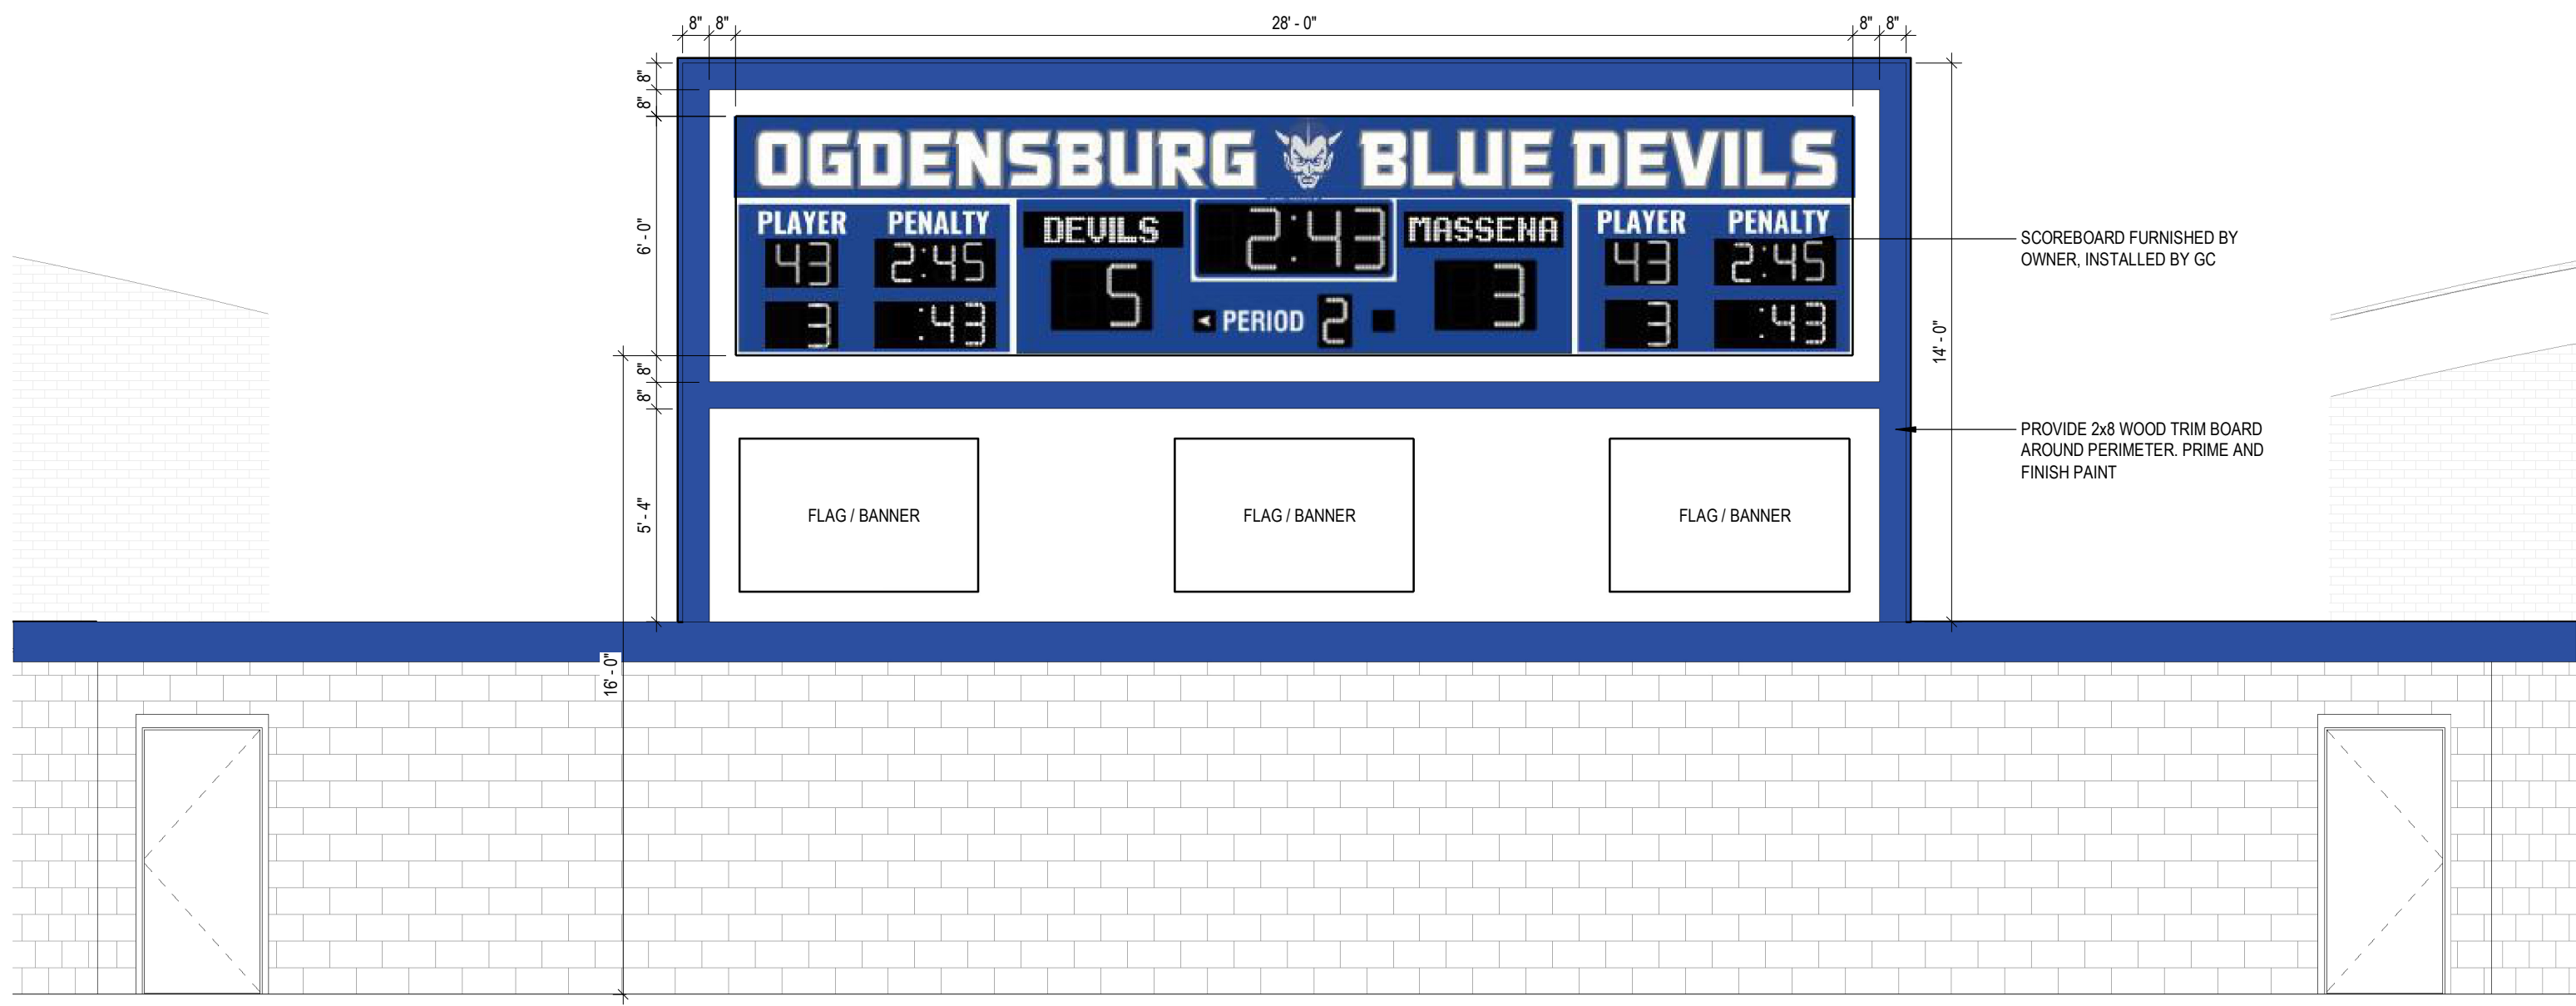 8" 8" 28' - 0" 8" 8"
8"
8"
OGDENSBURG BLUE DEVILS
6' - 0"
PLAYER PENALTY
43 2:45
3 :43
DEVILS 2:43 MASSENA
5 3
◄ PERIOD 2
PLAYER PENALTY
43 2:45
3 :43
SCOREBOARD FURNISHED BY
OWNER, INSTALLED BY GC
14' - 0"
8"
8"
PROVIDE 2x8 WOOD TRIM BOARD
AROUND PERIMETER. PRIME AND
FINISH PAINT
5' - 4"
FLAG / BANNER
FLAG / BANNER
FLAG / BANNER
16' - 0"